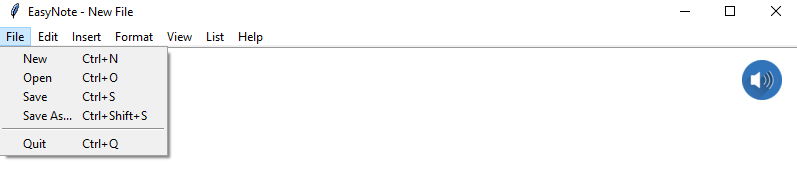 EasyNote - New File
File Edit Insert Format View List Help
New Ctrl+N
Open Ctrl+O
Save Ctrl+S
Save As... Ctrl+Shift+S
Quit Ctrl+Q